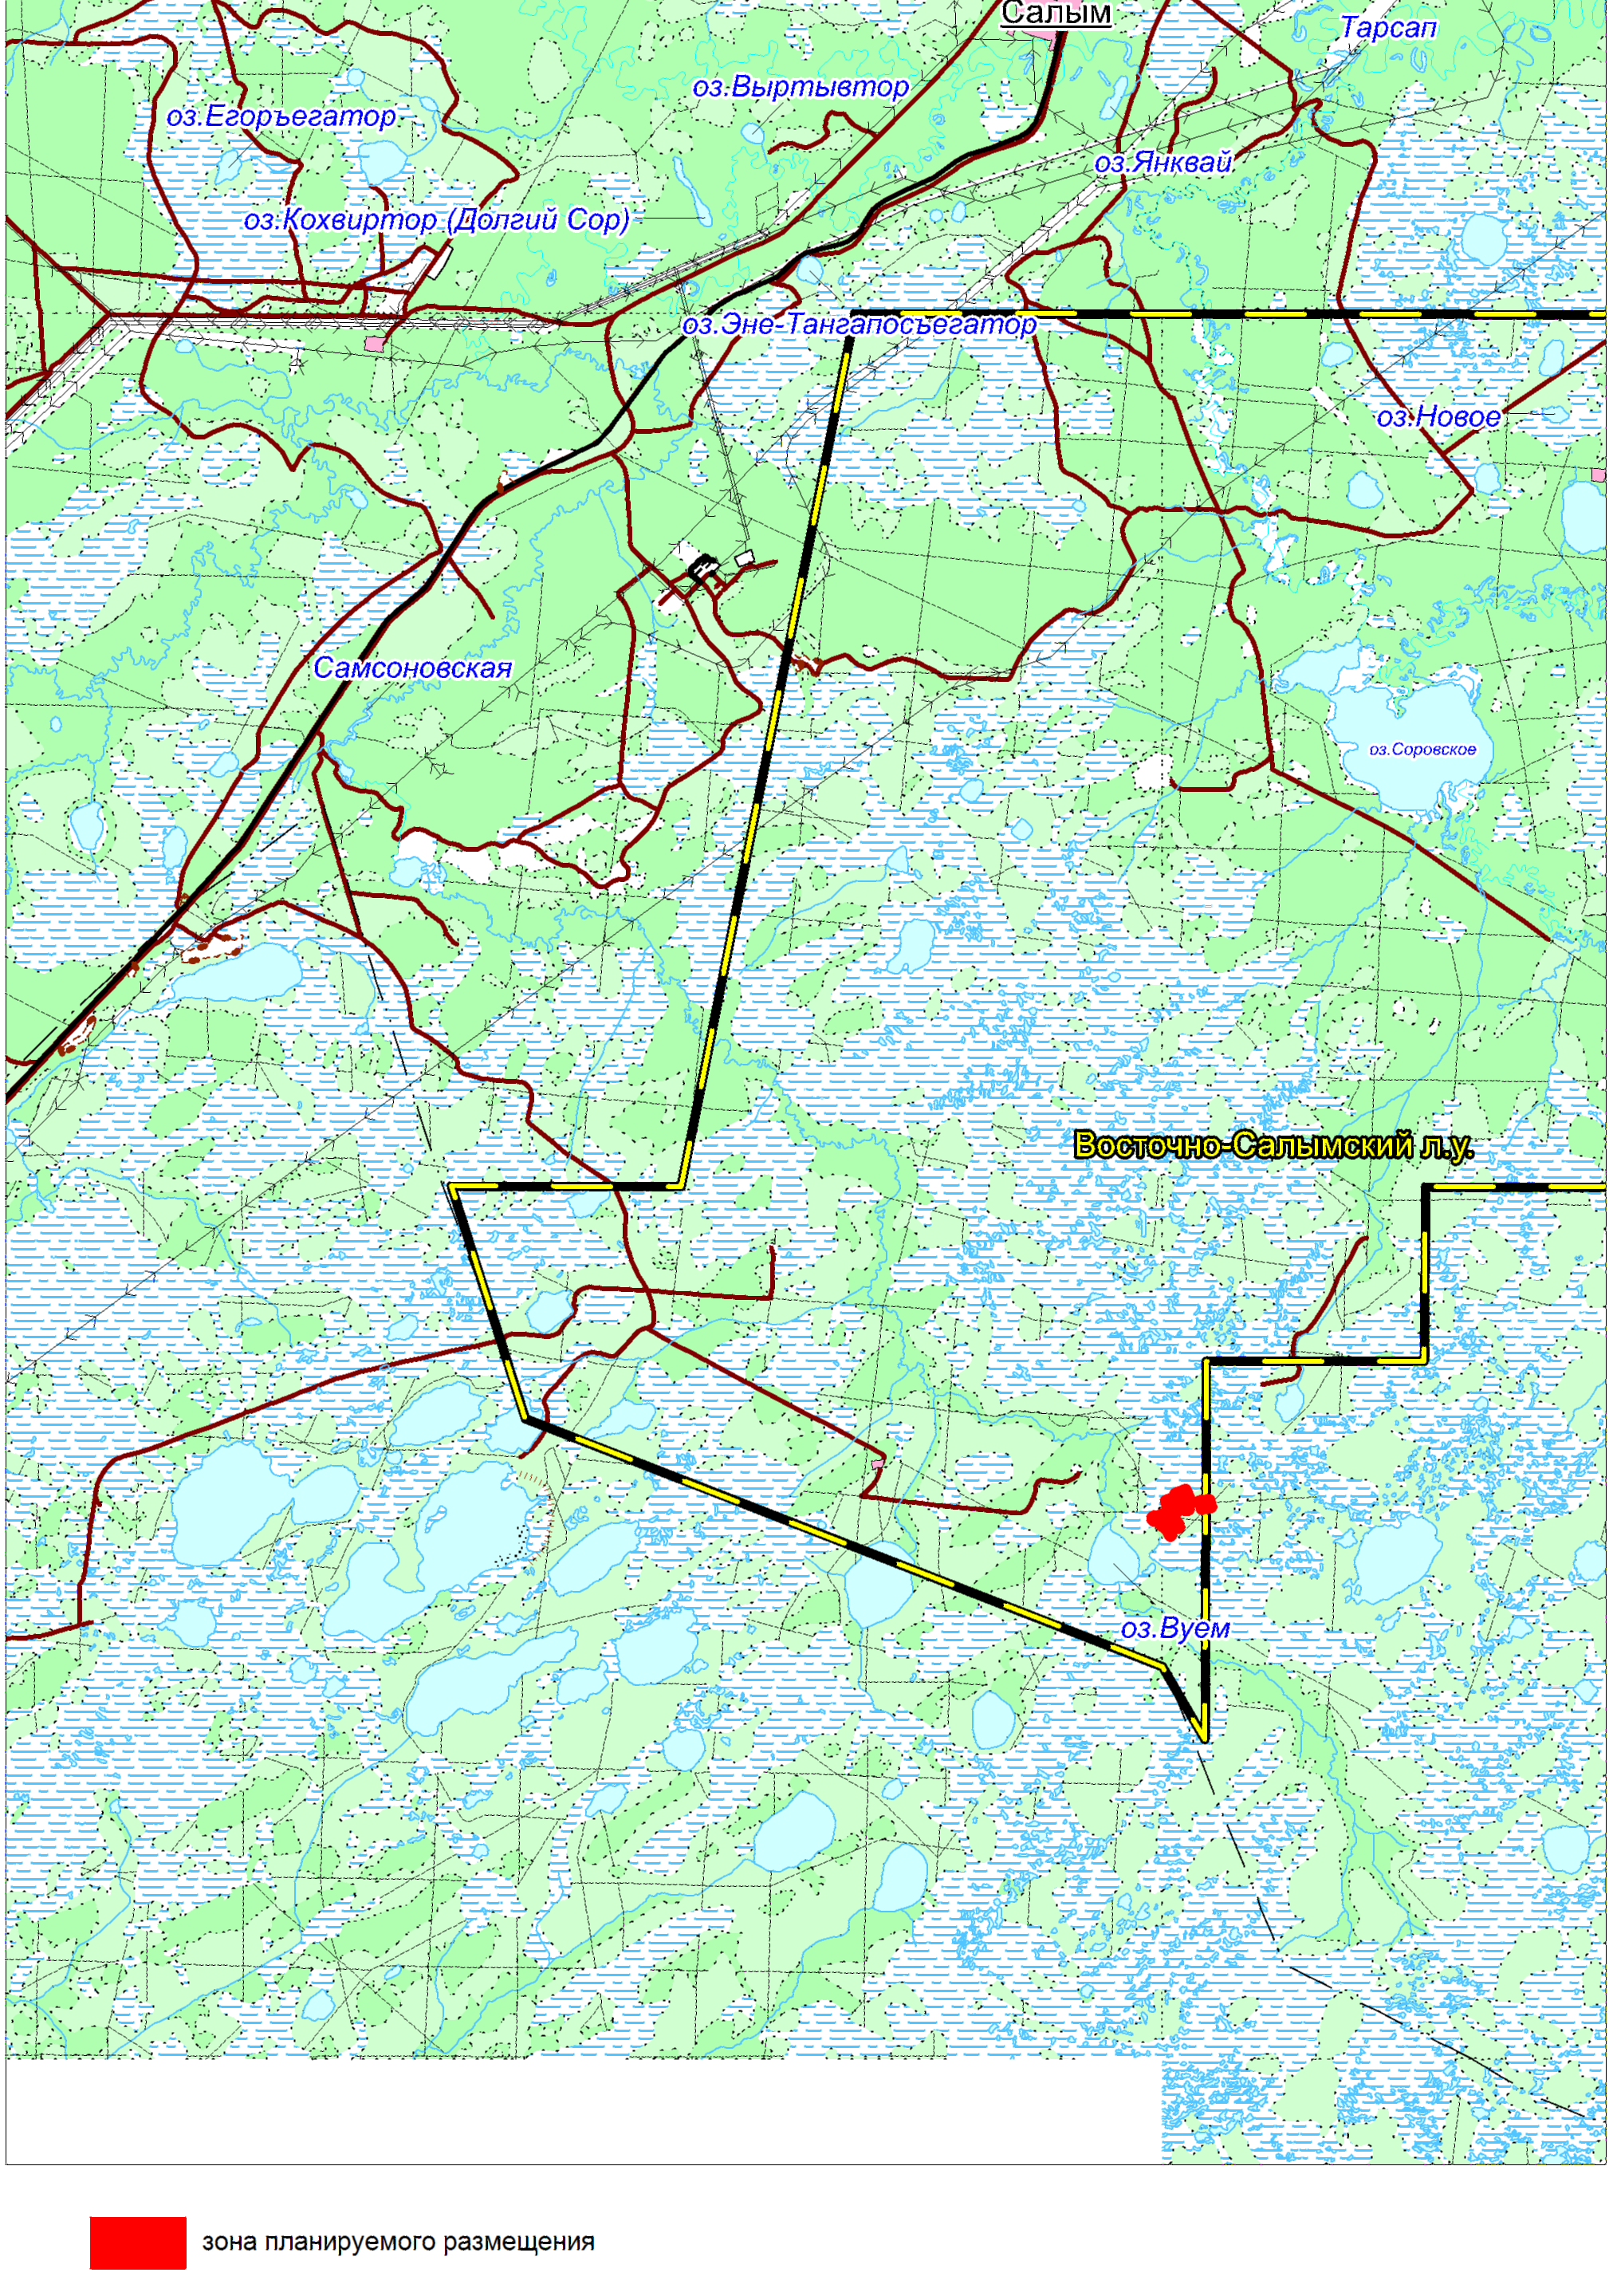 Салым
Тарсап
оз.Выртывтор
оз.Егоръегатор
оз.Янквай
оз.Кохвиртор (Долгий Сор)
оз.Эне-Тангапосъегатор
оз.Новое
Самсоновская
оз.Соровское
Восточно-Салымский л.у.
оз.Вуем
зона планируемого размещения